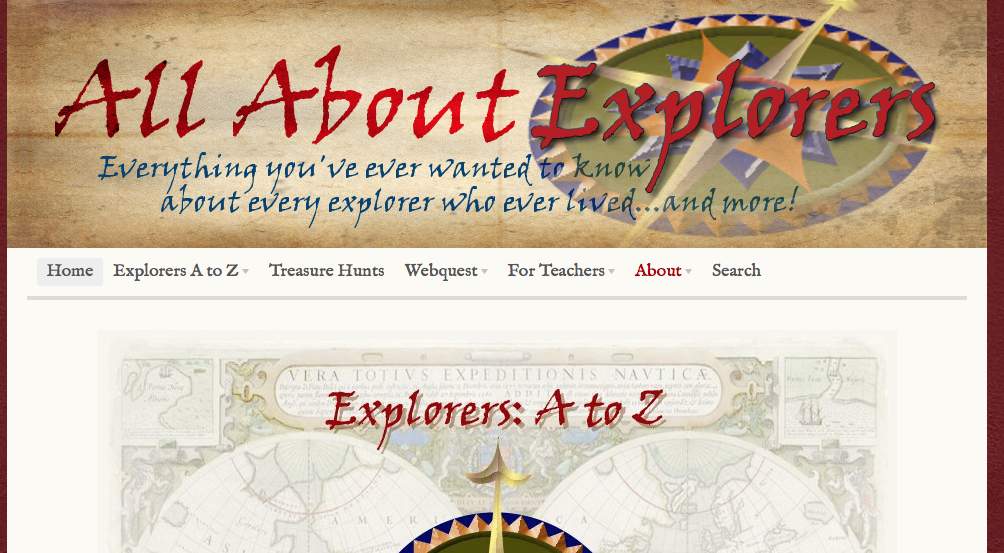 All About Explorers
Everything you've ever wanted to know
about every explorer who ever lived...and more!
Home Explorers A to Z Treasure Hunts Webquest For Teachers About Search
VERA TOTIVS EXPEDITIONIS NAVTICÆ
Explorers: A to Z